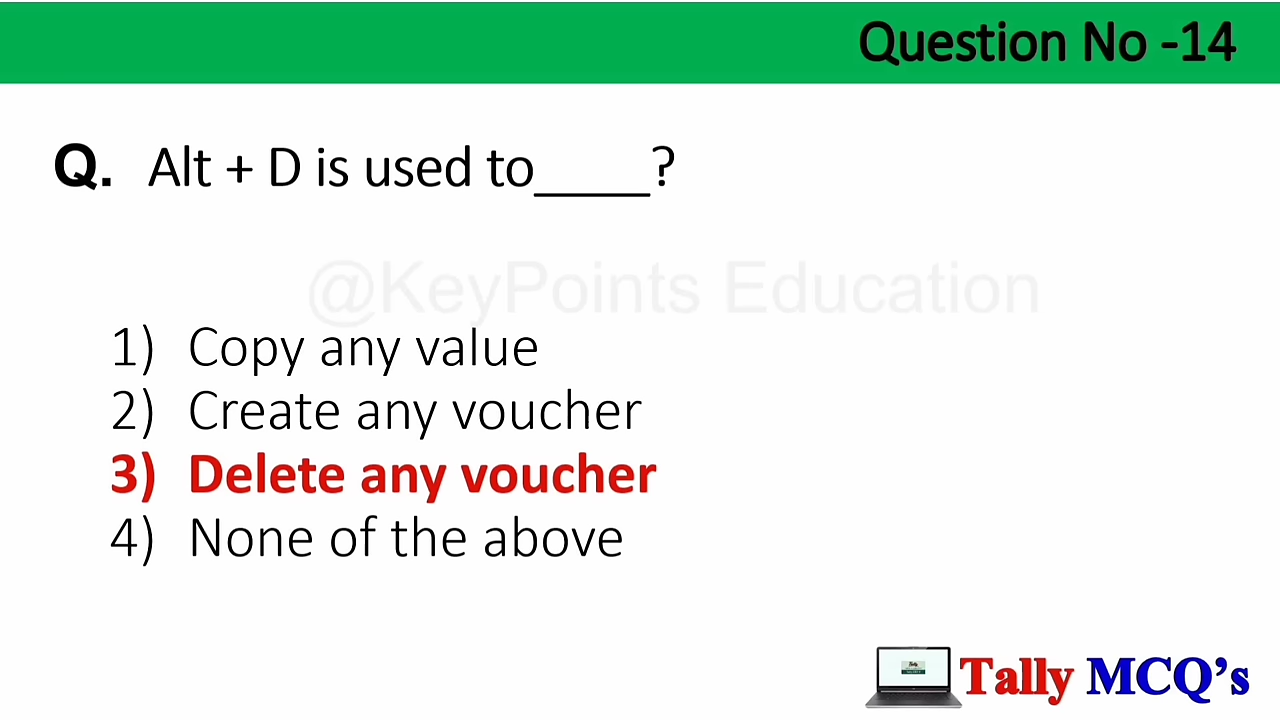 Question No -14
Q. Alt + D is used to____?
@KeyPoints Education
1) Copy any value
2) Create any voucher
3) Delete any voucher
4) None of the above
Tally MCQ’s